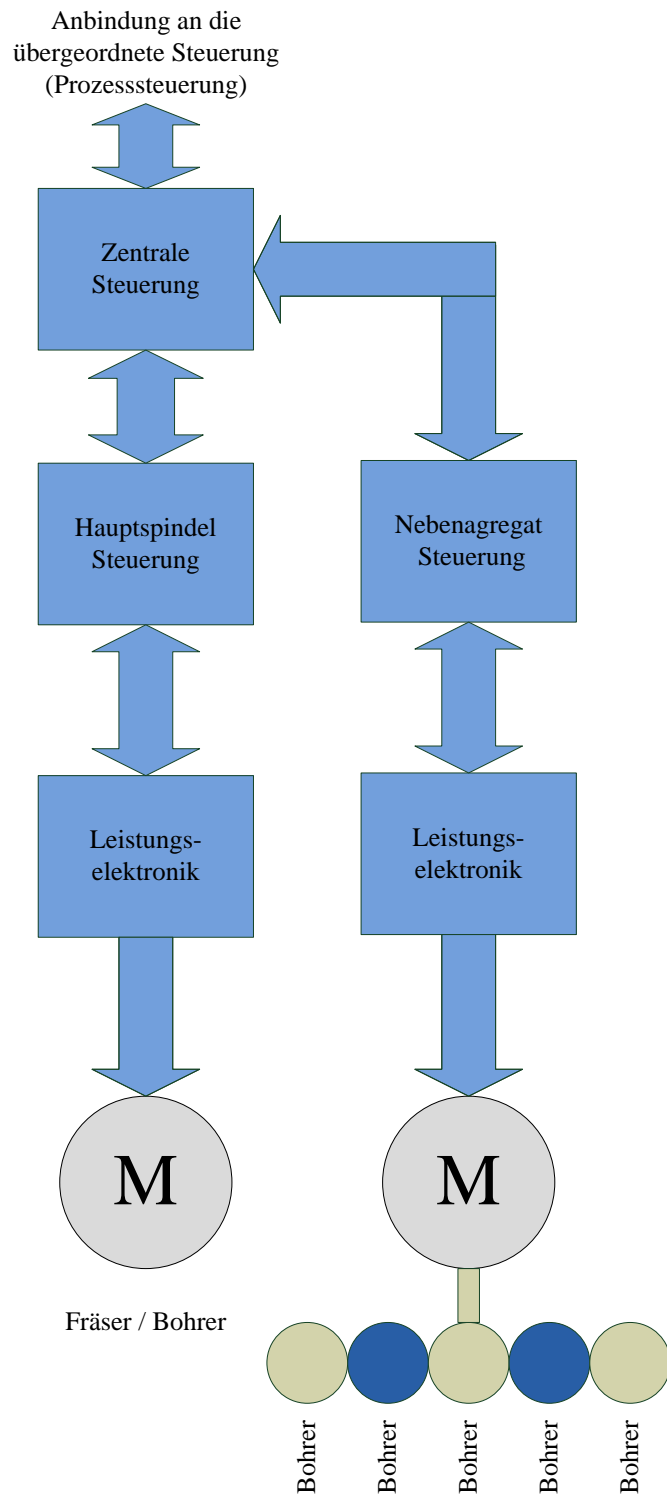 Anbindung an die
übergeordnete Steuerung
(Prozesssteuerung)
Zentrale
Steuerung
Hauptspindel
Steuerung
Nebenagregat
Steuerung
Leistungs-
elektronik
Leistungs-
elektronik
M
M
Fräser / Bohrer
Bohrer
Bohrer
Bohrer
Bohrer
Bohrer